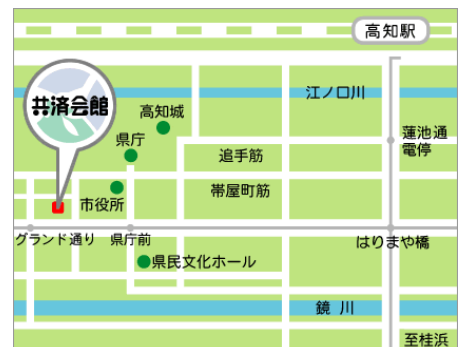 高知駅
江ノ口川
共済会館
高知城
県庁
追手筋
蓮池通
電停
帯屋町筋
市役所
グランド通り
県庁前
はりまや橋
県民文化ホール
鏡 川
至桂浜